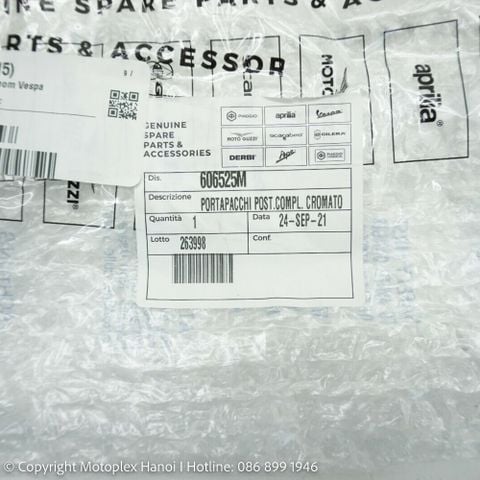 INE SPARE PARTS & A
RTS & ACCESSOR
MOTO
aprilia®
om Vespa
GENUINE
SPARE
PARTS &
ACCESSORIES
PIAGGIO aprilia Vespa
MOTO GUZZI scarabeo GILERA
DERBI Ape PIAGGIO
Dis. 606525M
Descrizione PORTAPACCHI POST.COMPL. CROMATO
Quantità 1 Data 24-SEP-21
Lotto 263998 Conf.
© Copyright Motoplex Hanoi I Hotline: 086 899 1946